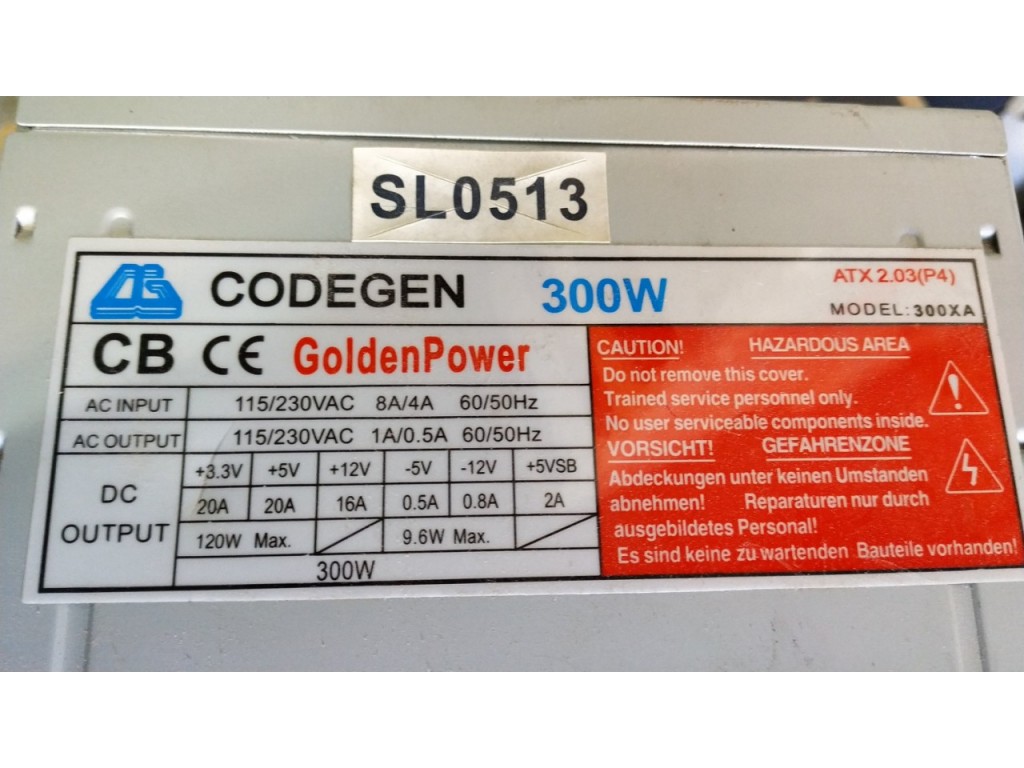 SL0513
CODEGEN 300W ATX 2.03(P4)
MODEL: 300XA
CB CE GoldenPower
AC INPUT 115/230VAC 8A/4A 60/50Hz
AC OUTPUT 115/230VAC 1A/0.5A 60/50Hz
DC OUTPUT
+3.3V +5V +12V -5V -12V +5VSB
20A 20A 16A 0.5A 0.8A 2A
120W Max. 9.6W Max.
300W
CAUTION! HAZARDOUS AREA
Do not remove this cover.
Trained service personnel only.
No user serviceable components inside.
VORSICHT! GEFAHRENZONE
Abdeckungen unter keinen Umstanden
abnehmen! Reparaturen nur durch
ausgebildetes Personal!
Es sind keine zu wartenden Bauteile vorhanden!